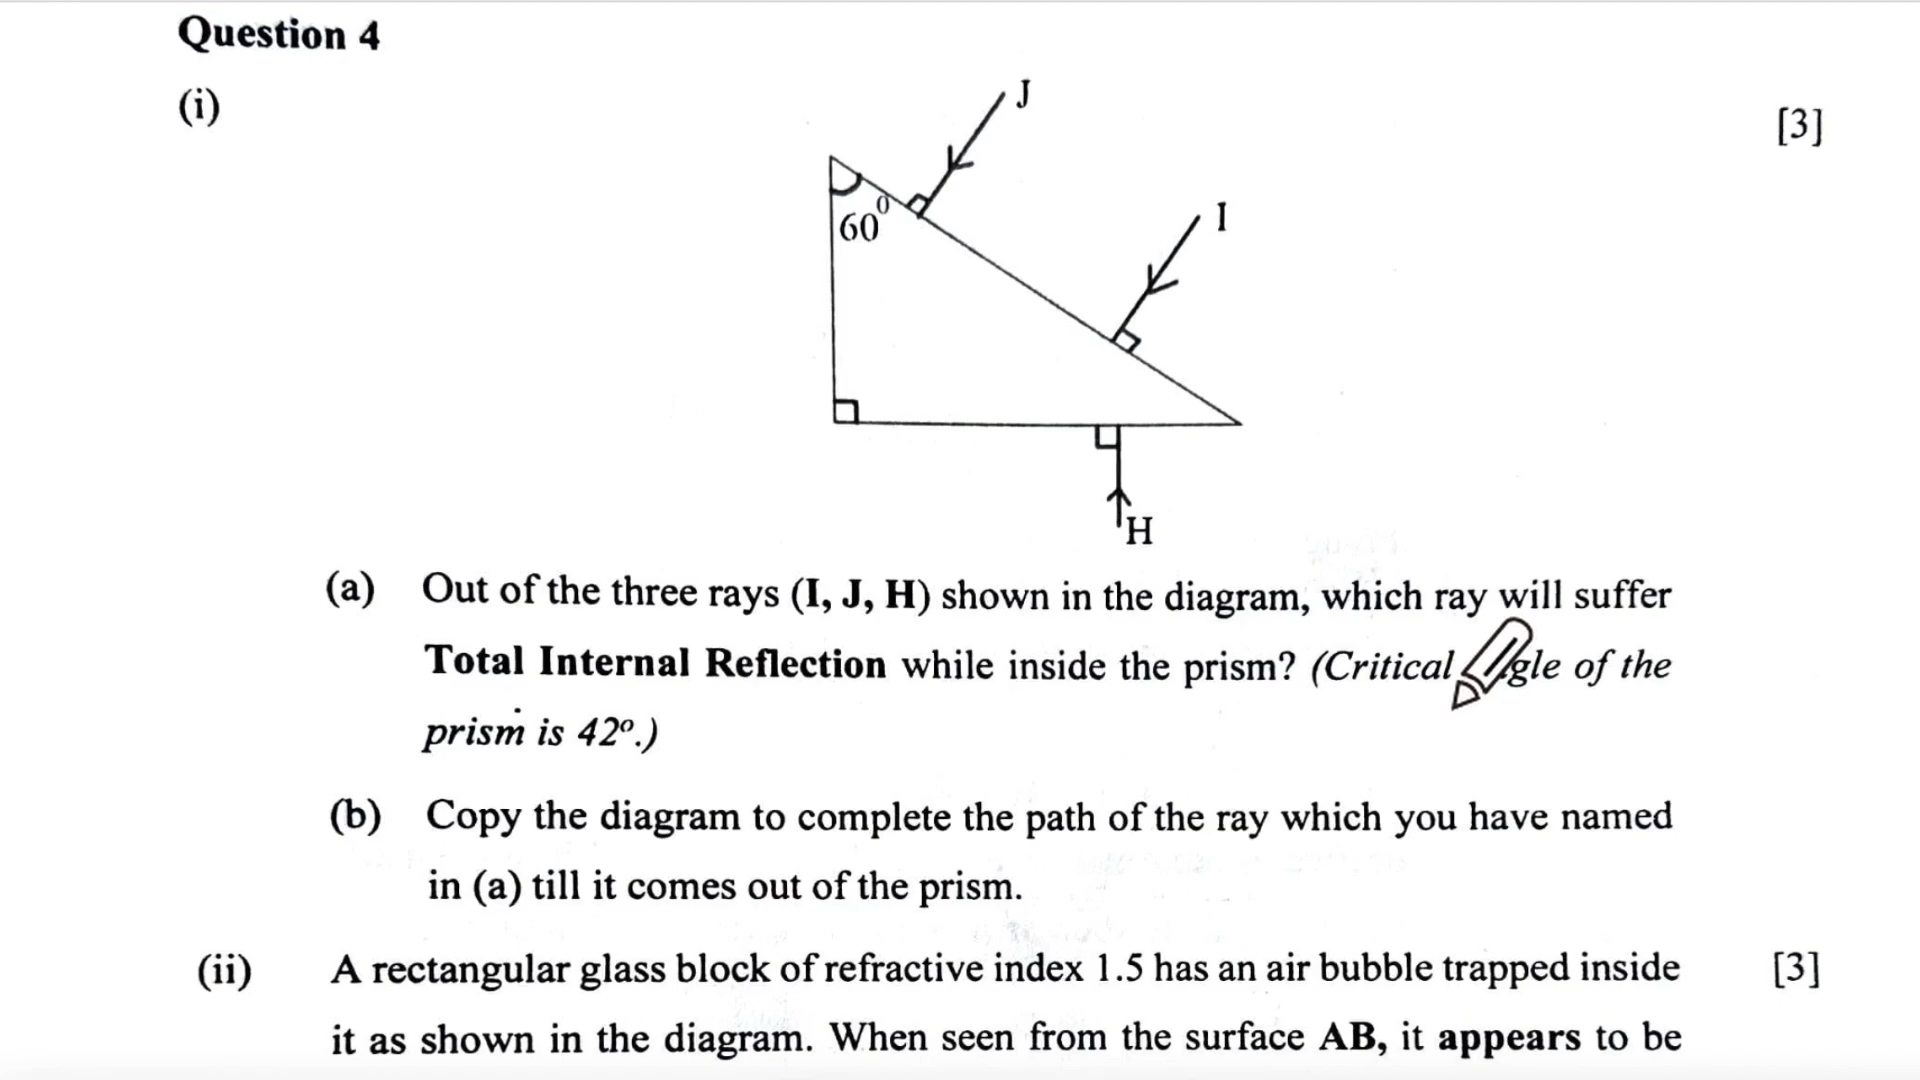 Question 4
(i)
[3]
J
I
60⁰
H
(a) Out of the three rays (I, J, H) shown in the diagram, which ray will suffer
Total Internal Reflection while inside the prism? (Critical of the
prism is 42º.)
(b) Copy the diagram to complete the path of the ray which you have named
in (a) till it comes out of the prism.
(ii) A rectangular glass block of refractive index 1.5 has an air bubble trapped inside [3]
it as shown in the diagram. When seen from the surface AB, it appears to be